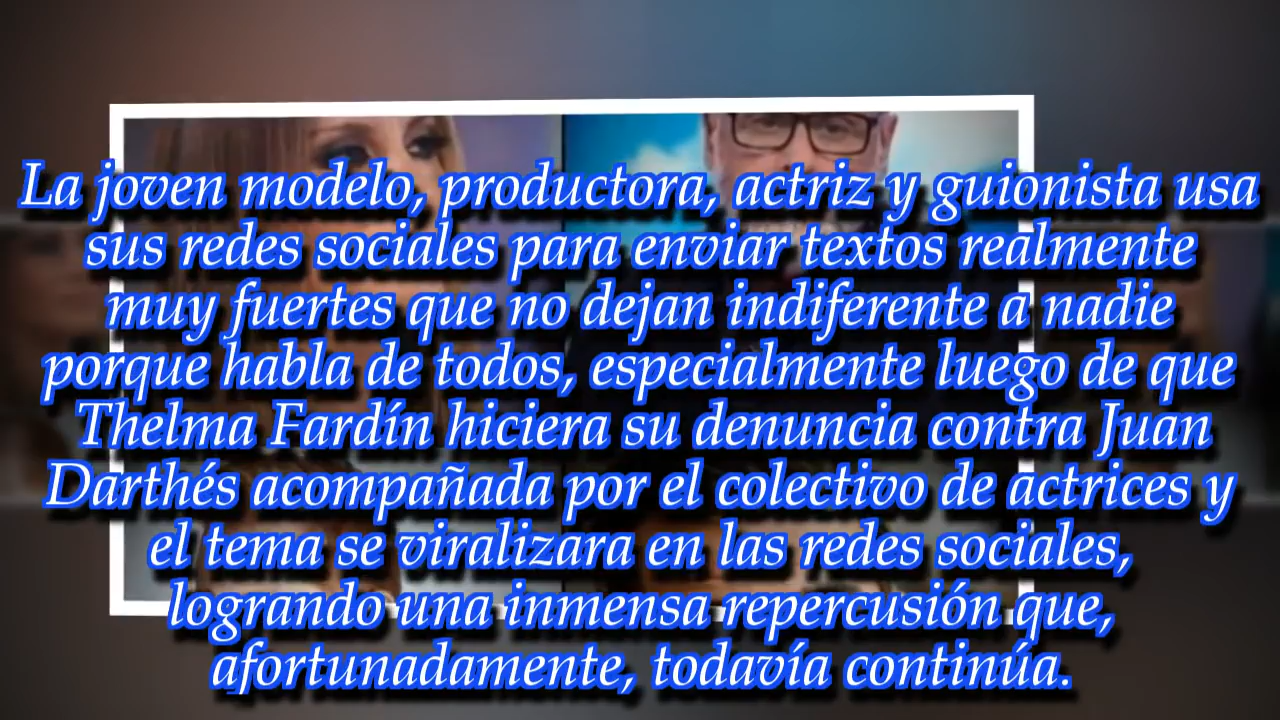 La joven modelo, productora, actriz y guionista usa
sus redes sociales para enviar textos realmente
muy fuertes que no dejan indiferente a nadie
porque habla de todos, especialmente luego de que
Thelma Fardín hiciera su denuncia contra Juan
Darthés acompañada por el colectivo de actrices y
el tema se viralizara en las redes sociales,
logrando una inmensa repercusión que,
afortunadamente, todavía continúa.